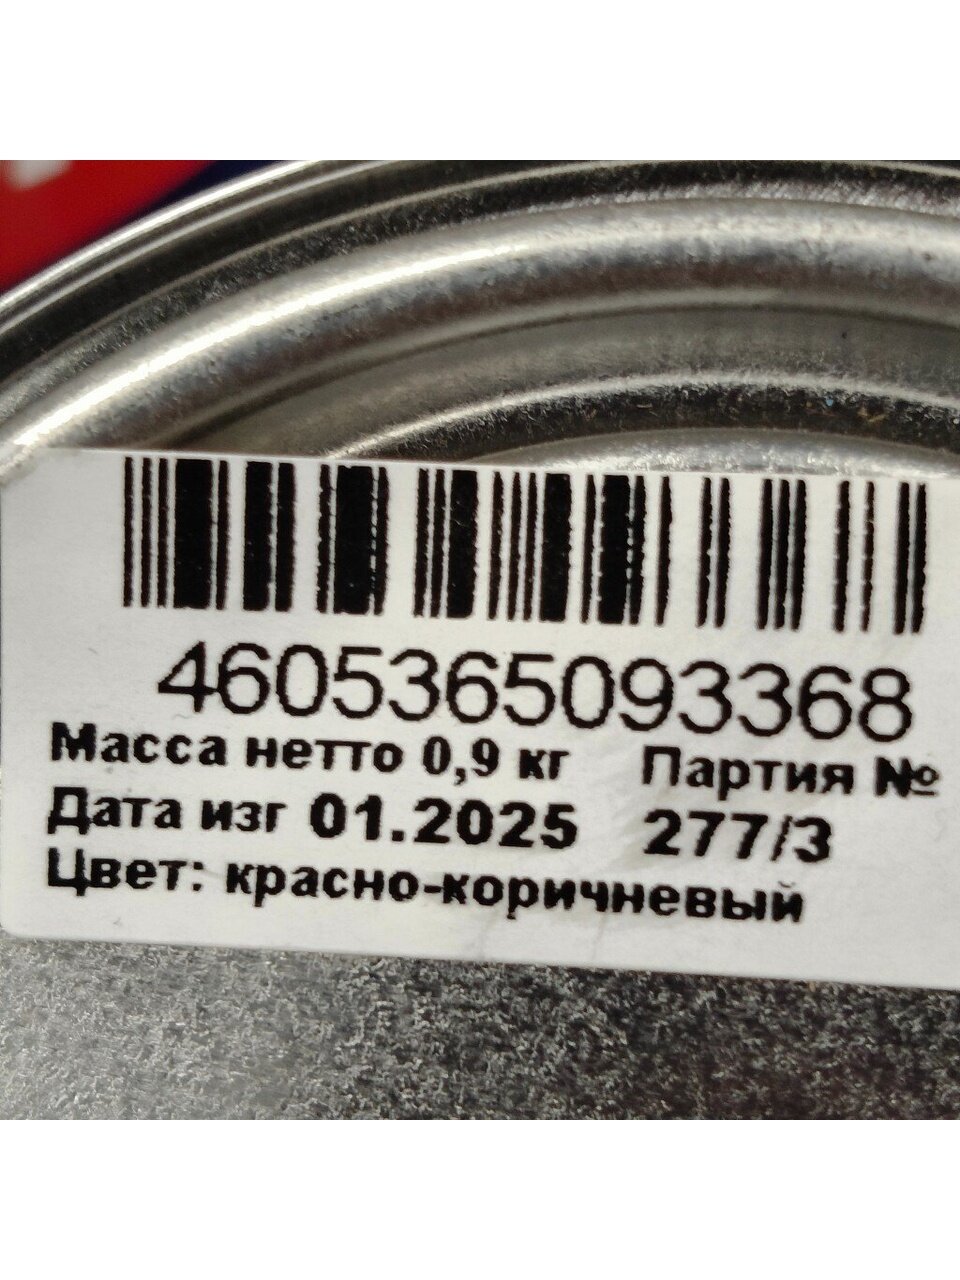 4605365093368
Масса нетто 0,9 кг Партия №
Дата изг 01.2025 277/3
Цвет: красно-коричневый